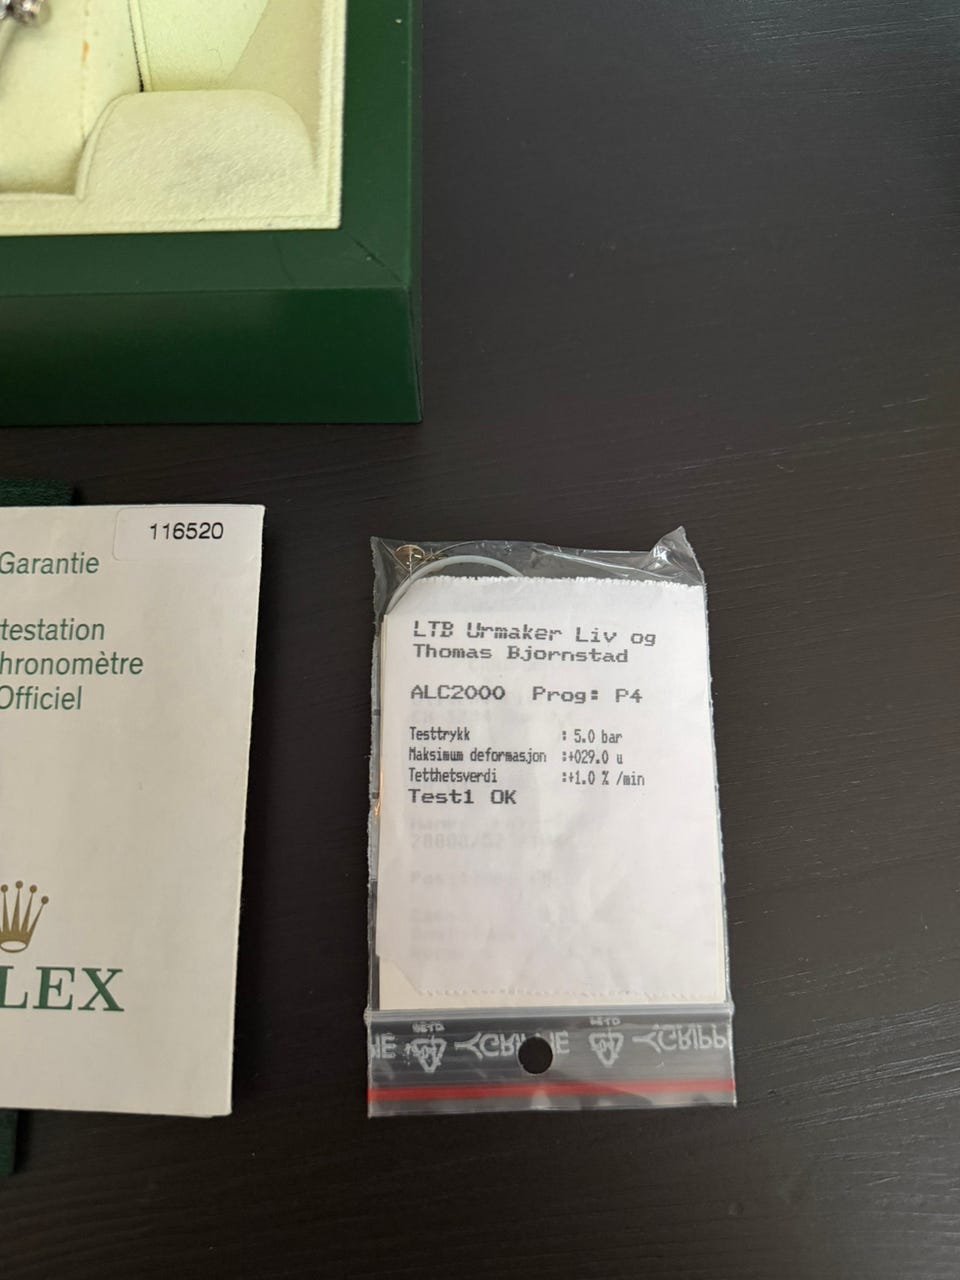 116520
Garantie
testation
hronomètre
Officiel
LEX
LTB Urmaker Liv og
Thomas Bjornstad
ALC2000 Prog: P4
Testtrykk : 5.0 bar
Maksimum deformasjon :+029.0 u
Tetthetsverdi :+1.0 % /min
Test1 OK